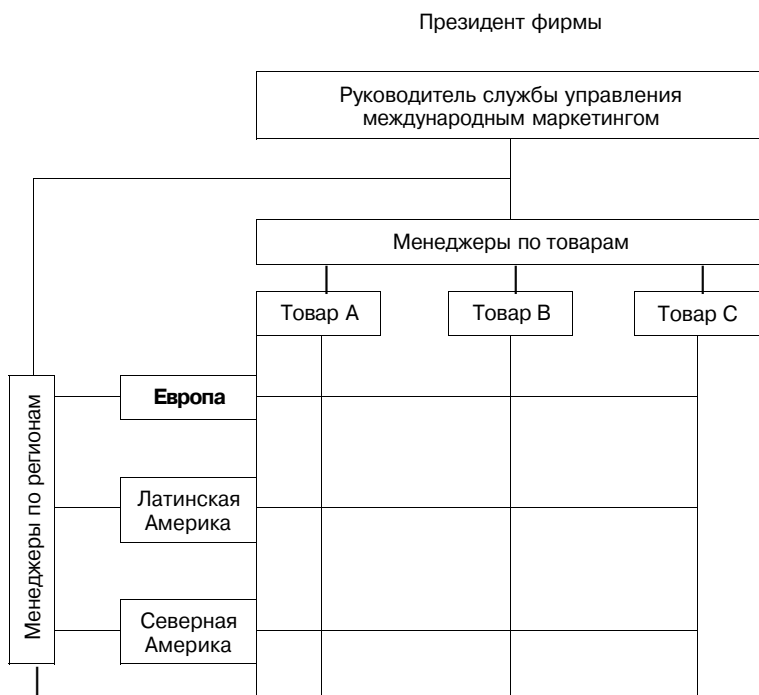 Президент фирмы
Руководитель службы управления
международным маркетингом
Менеджеры по товарам
Товар А
Товар В
Товар С
Менеджеры по регионам
Европа
Латинская
Америка
Северная
Америка